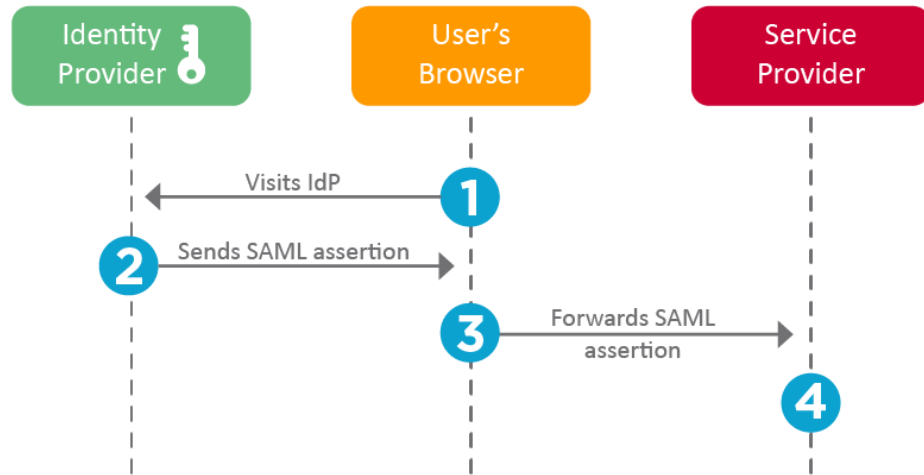 Identity
Provider
User's
Browser
Service
Provider
Visits IdP
1
2
Sends SAML assertion
3
Forwards SAML
assertion
4